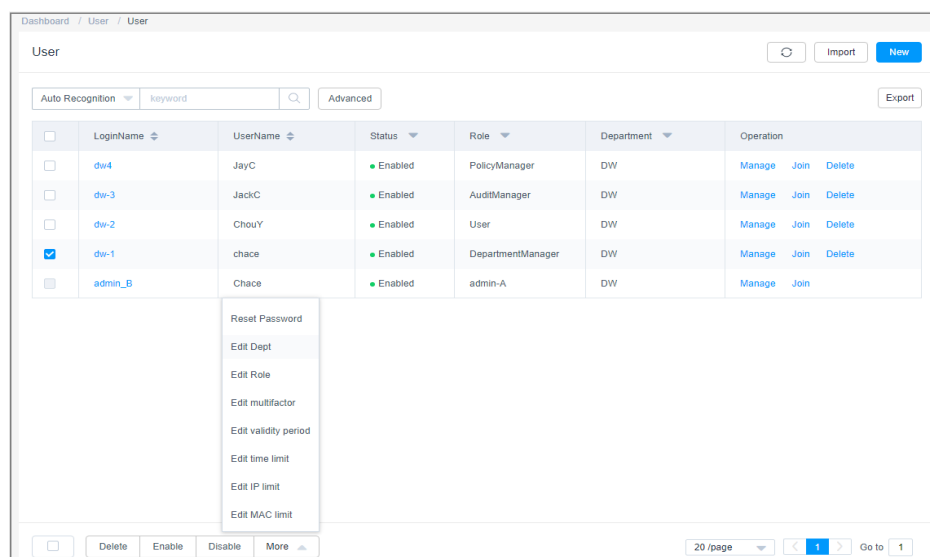 Dashboard / User / User
User Import New
Auto Recognition keyword Advanced Export
LoginName UserName Status Role Department Operation
dw4 JayC Enabled PolicyManager DW Manage Join Delete
dw-3 JackC Enabled AuditManager DW Manage Join Delete
dw-2 ChouY Enabled User DW Manage Join Delete
dw-1 chace Enabled DepartmentManager DW Manage Join Delete
admin_B Chace Enabled admin-A DW Manage Join
Reset Password
Edit Dept
Edit Role
Edit multifactor
Edit validity period
Edit time limit
Edit IP limit
Edit MAC limit
Delete Enable Disable More 20 /page < 1 > Go to 1